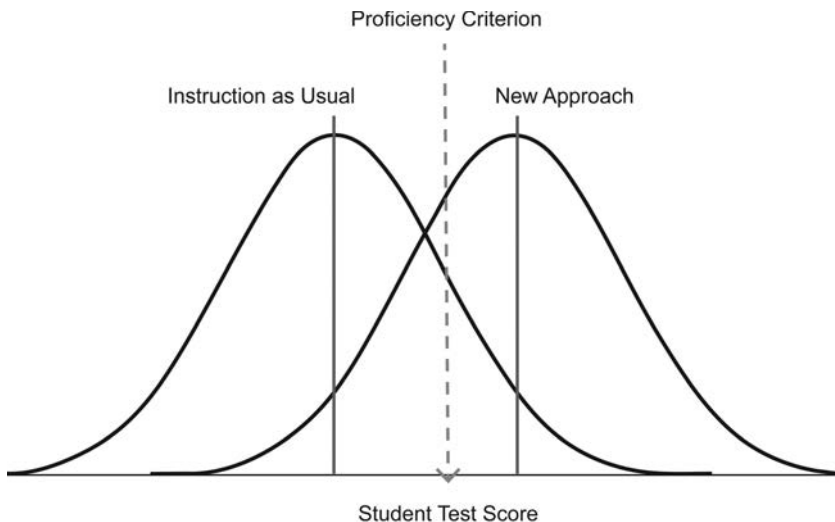 Proficiency Criterion
Instruction as Usual
New Approach
Student Test Score